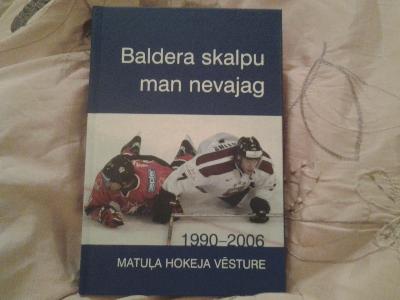 Baldera skalpu
man nevajag
1990–2006
MATUĻA HOKEJA VĒSTURE